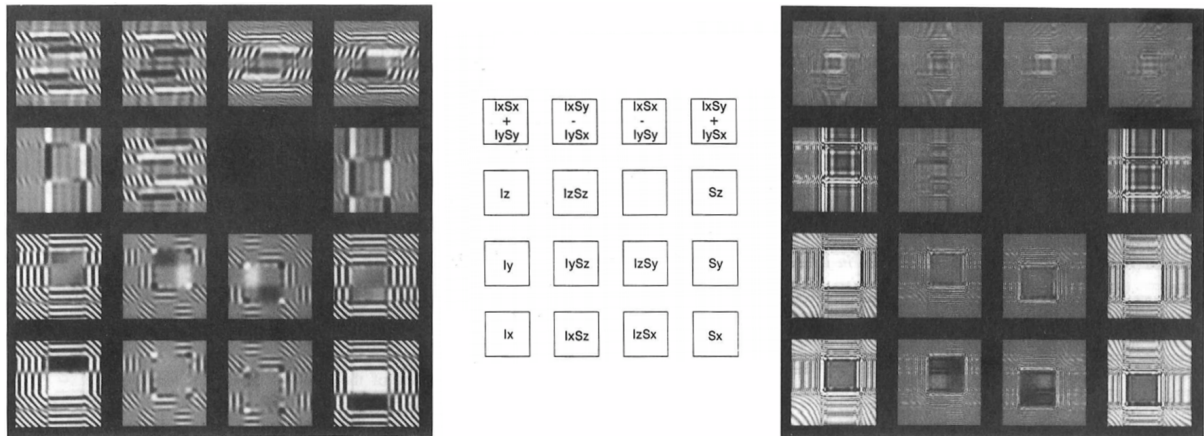 IxSx + IySy
IxSy - IySx
IxSx - IySy
IxSy + IySx
Iz
IzSz
Sz
Iy
IySz
IzSy
Sy
Ix
IxSz
IzSx
Sx